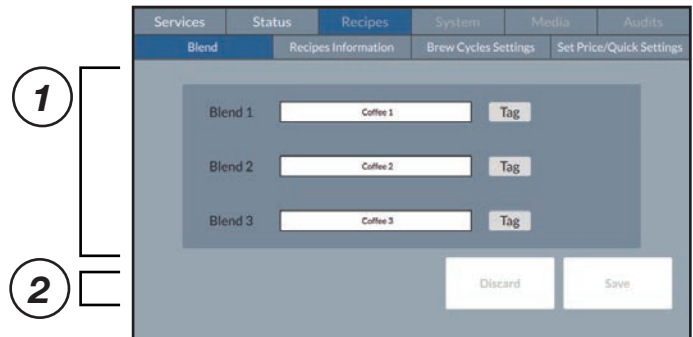 Services Status Recipes System Media Audits
Blend Recipes Information Brew Cycles Settings Set Price/Quick Settings
1
Blend 1 Coffee 1 Tag
Blend 2 Coffee 2 Tag
Blend 3 Coffee 3 Tag
2
Discard Save